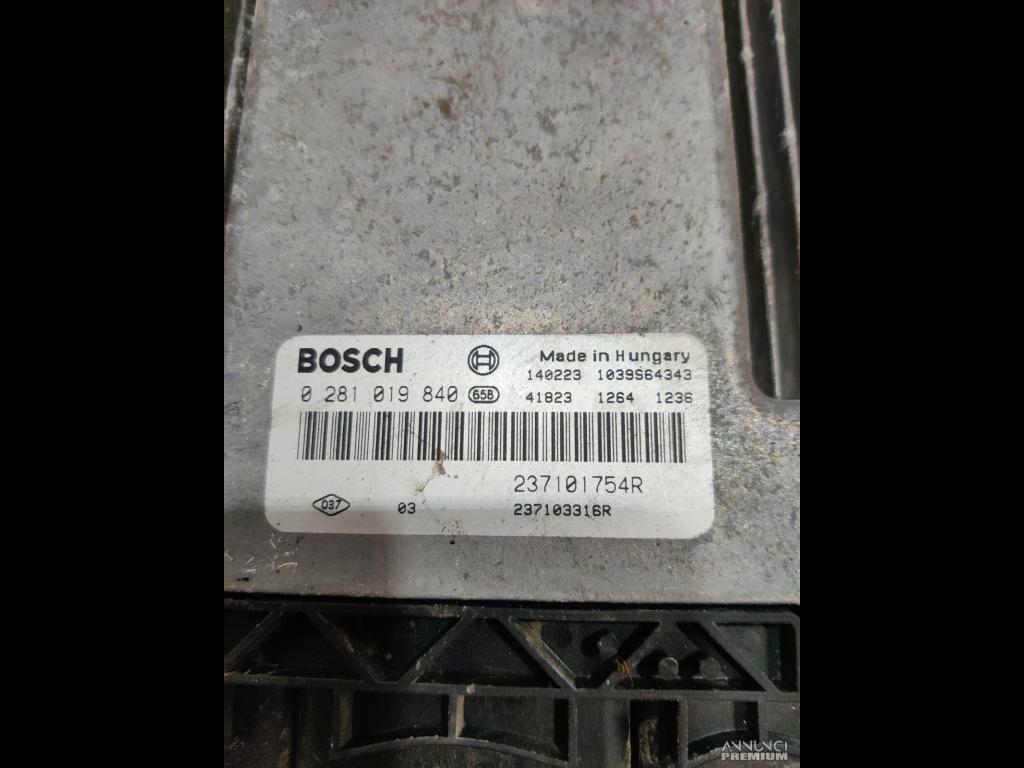 BOSCH Made in Hungary
140223 1039S64343
0 281 019 840 65B 41823 1264 1236
237101754R
037 03 237103316R
ANNUNCI
PREMIUM